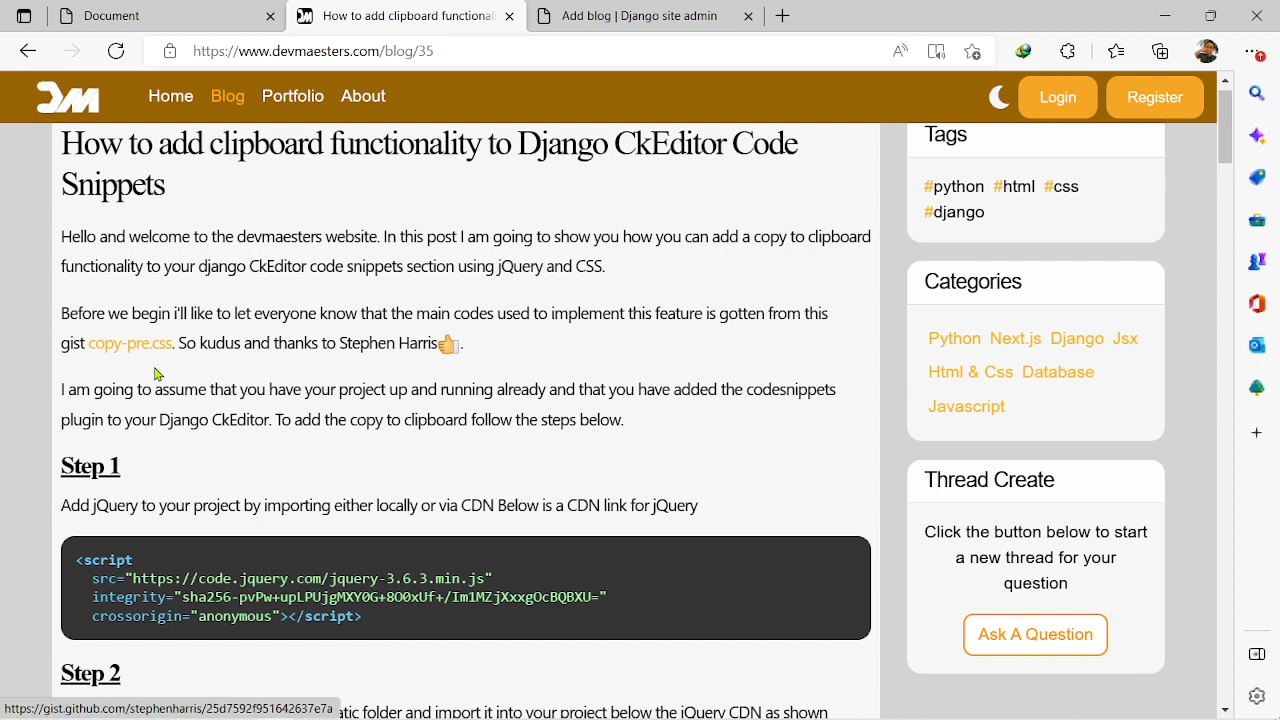 Document
How to add clipboard functional
Add blog | Django site admin
https://www.devmaesters.com/blog/35
DM
Home
Blog
Portfolio
About
Login
Register
How to add clipboard functionality to Django CkEditor Code
Snippets
Hello and welcome to the devmaesters website. In this post I am going to show you how you can add a copy to clipboard
functionality to your django CkEditor code snippets section using jQuery and CSS.
Before we begin i'll like to let everyone know that the main codes used to implement this feature is gotten from this
gist copy-pre.css. So kudus and thanks to Stephen Harris👍.
I am going to assume that you have your project up and running already and that you have added the codesnippets
plugin to your Django CkEditor. To add the copy to clipboard follow the steps below.
Step 1
Add jQuery to your project by importing either locally or via CDN Below is a CDN link for jQuery
<script
src="https://code.jquery.com/jquery-3.6.3.min.js"
integrity="sha256-pvPw+upLPUjgMXY0G+8O0xUf+/Im1MZjXxxgOcBQBXU="
crossorigin="anonymous"></script>
Step 2
atic folder and import it into your project below the jQuery CDN as shown
Tags
#python #html #css
#django
Categories
Python Next.js Django Jsx
Html & Css Database
Javascript
Thread Create
Click the button below to start
a new thread for your
question
Ask A Question
https://gist.github.com/stephenharris/25d7592f951642637e7a